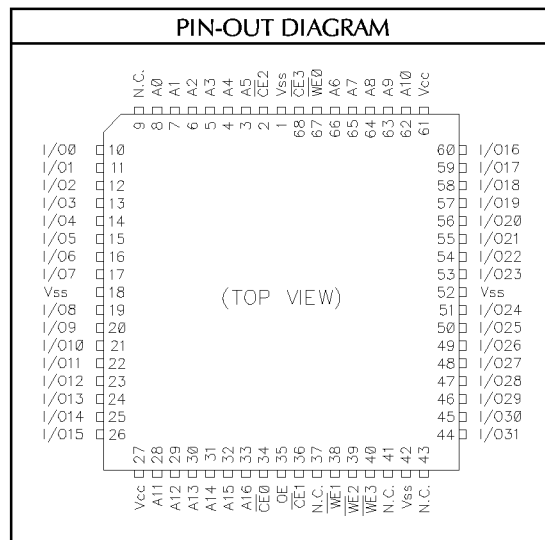 PIN-OUT DIAGRAM
N.C. A0 A1 A2 A3 A4 A5 CE2 Vss CE3 WE0 A6 A7 A8 A9 A10 Vcc
9 8 7 6 5 4 3 2 1 68 67 66 65 64 63 62 61
I/O0 10 60 I/O16
I/O1 11 59 I/O17
I/O2 12 58 I/O18
I/O3 13 57 I/O19
I/O4 14 56 I/O20
I/O5 15 55 I/O21
I/O6 16 54 I/O22
I/O7 17 53 I/O23
Vss 18 52 Vss
(TOP VIEW)
I/O8 19 51 I/O24
I/O9 20 50 I/O25
I/O10 21 49 I/O26
I/O11 22 48 I/O27
I/O12 23 47 I/O28
I/O13 24 46 I/O29
I/O14 25 45 I/O30
I/O15 26 44 I/O31
27 28 29 30 31 32 33 34 35 36 37 38 39 40 41 42 43
Vcc A11 A12 A13 A14 A15 A16 CE0 OE CE1 N.C. WE1 WE2 WE3 N.C. Vss N.C.